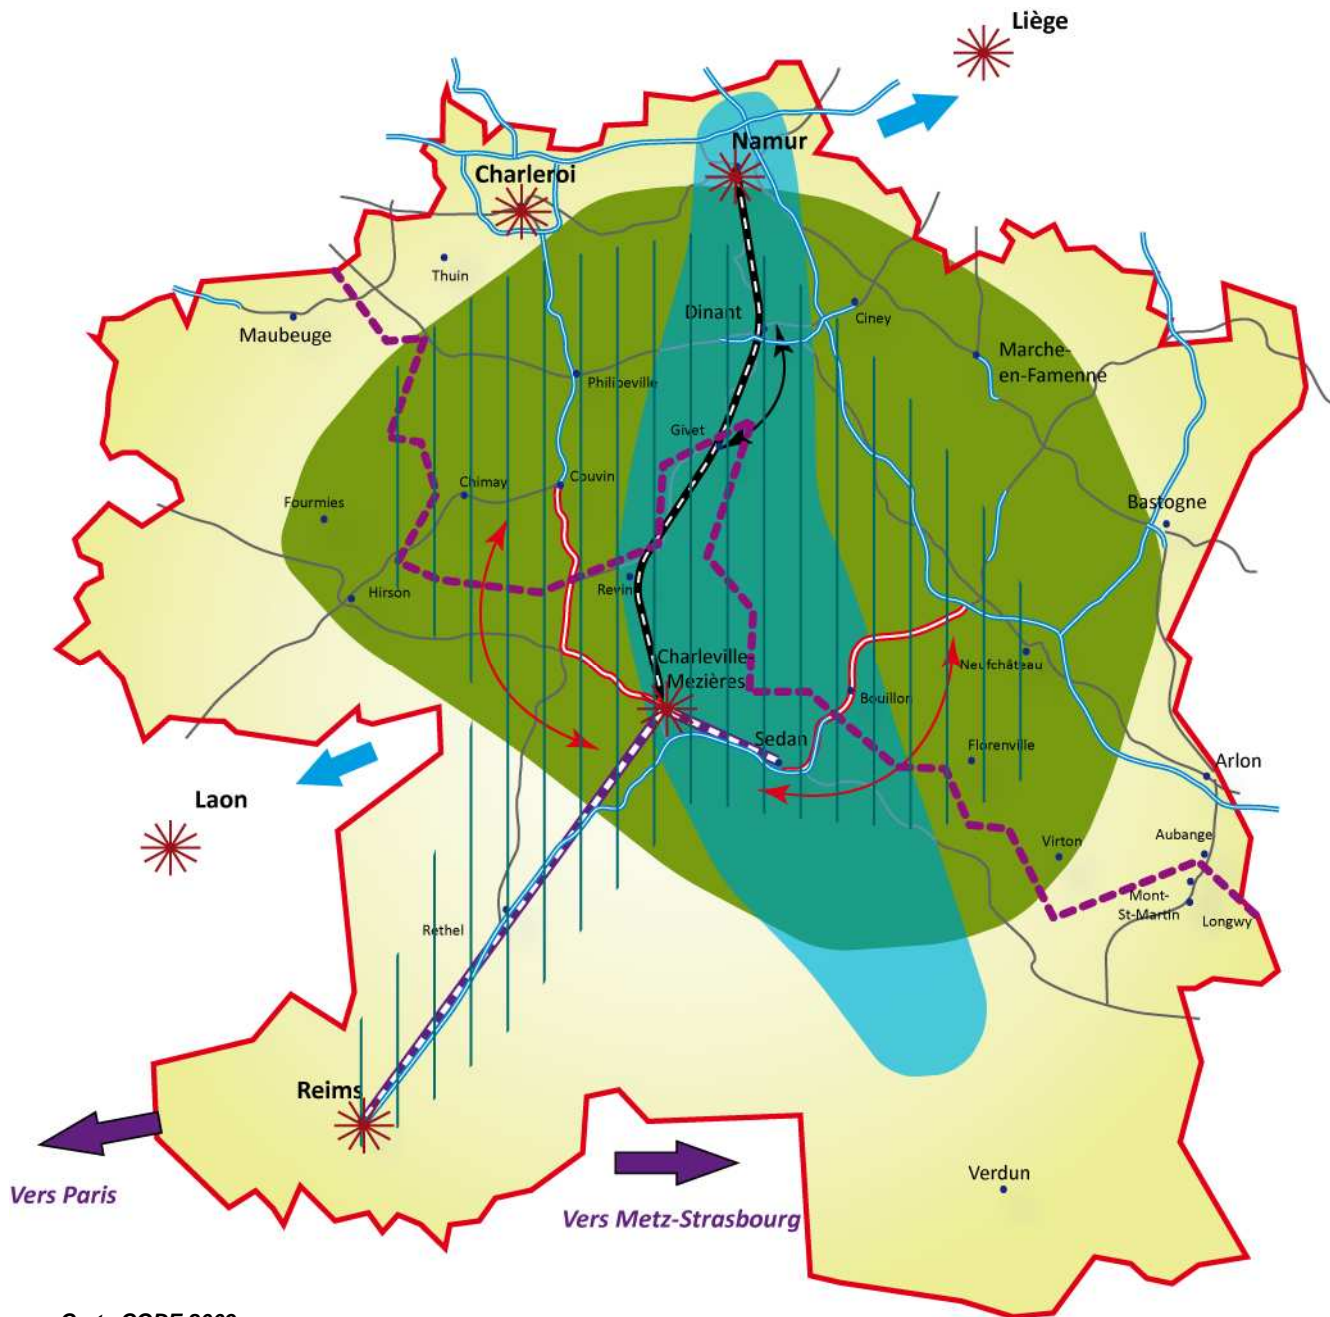 Liège
Namur
Charleroi
Thuin
Maubeuge
Dinant
Ciney
Marche-
en-Famenne
Philipeville
Givet
Chimay
Couvin
Fourmies
Bastogne
Hirson
Revin
Charleville-
Mezières
Neufchâteau
Bouillon
Sedan
Florenville
Arlon
Laon
Virton
Aubange
Mont-
St-Martin
Longwy
Rethel
Reims
Verdun
Vers Paris
Vers Metz-Strasbourg